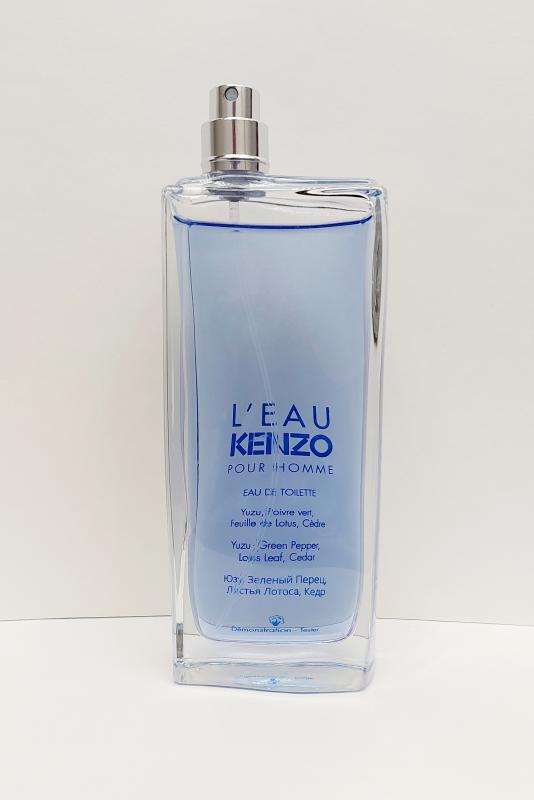 L'EAU
KENZO
POUR HOMME
EAU DE TOILETTE
Yuzu, Poivre vert,
Feuille de Lotus, Cèdre
Yuzu, Green Pepper,
Lotus Leaf, Cedar
Юзу, Зеленый Перец,
Листья Лотоса, Кедр
Démonstration - Tester